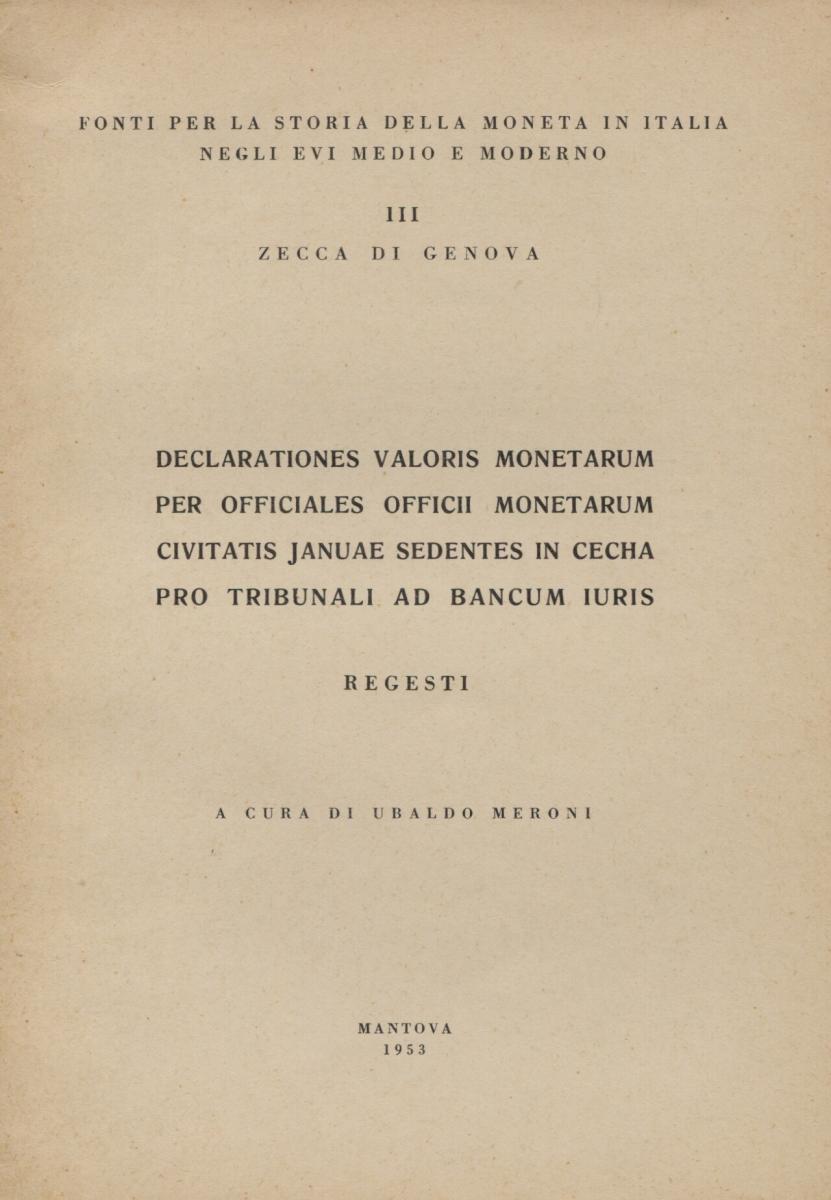 FONTI PER LA STORIA DELLA MONETA IN ITALIA
NEGLI EVI MEDIO E MODERNO
III
ZECCA DI GENOVA
DECLARATIONES VALORIS MONETARUM
PER OFFICIALES OFFICII MONETARUM
CIVITATIS JANUAE SEDENTES IN CECHA
PRO TRIBUNALI AD BANCUM IURIS
REGESTI
A CURA DI UBALDO MERONI
MANTOVA
1953